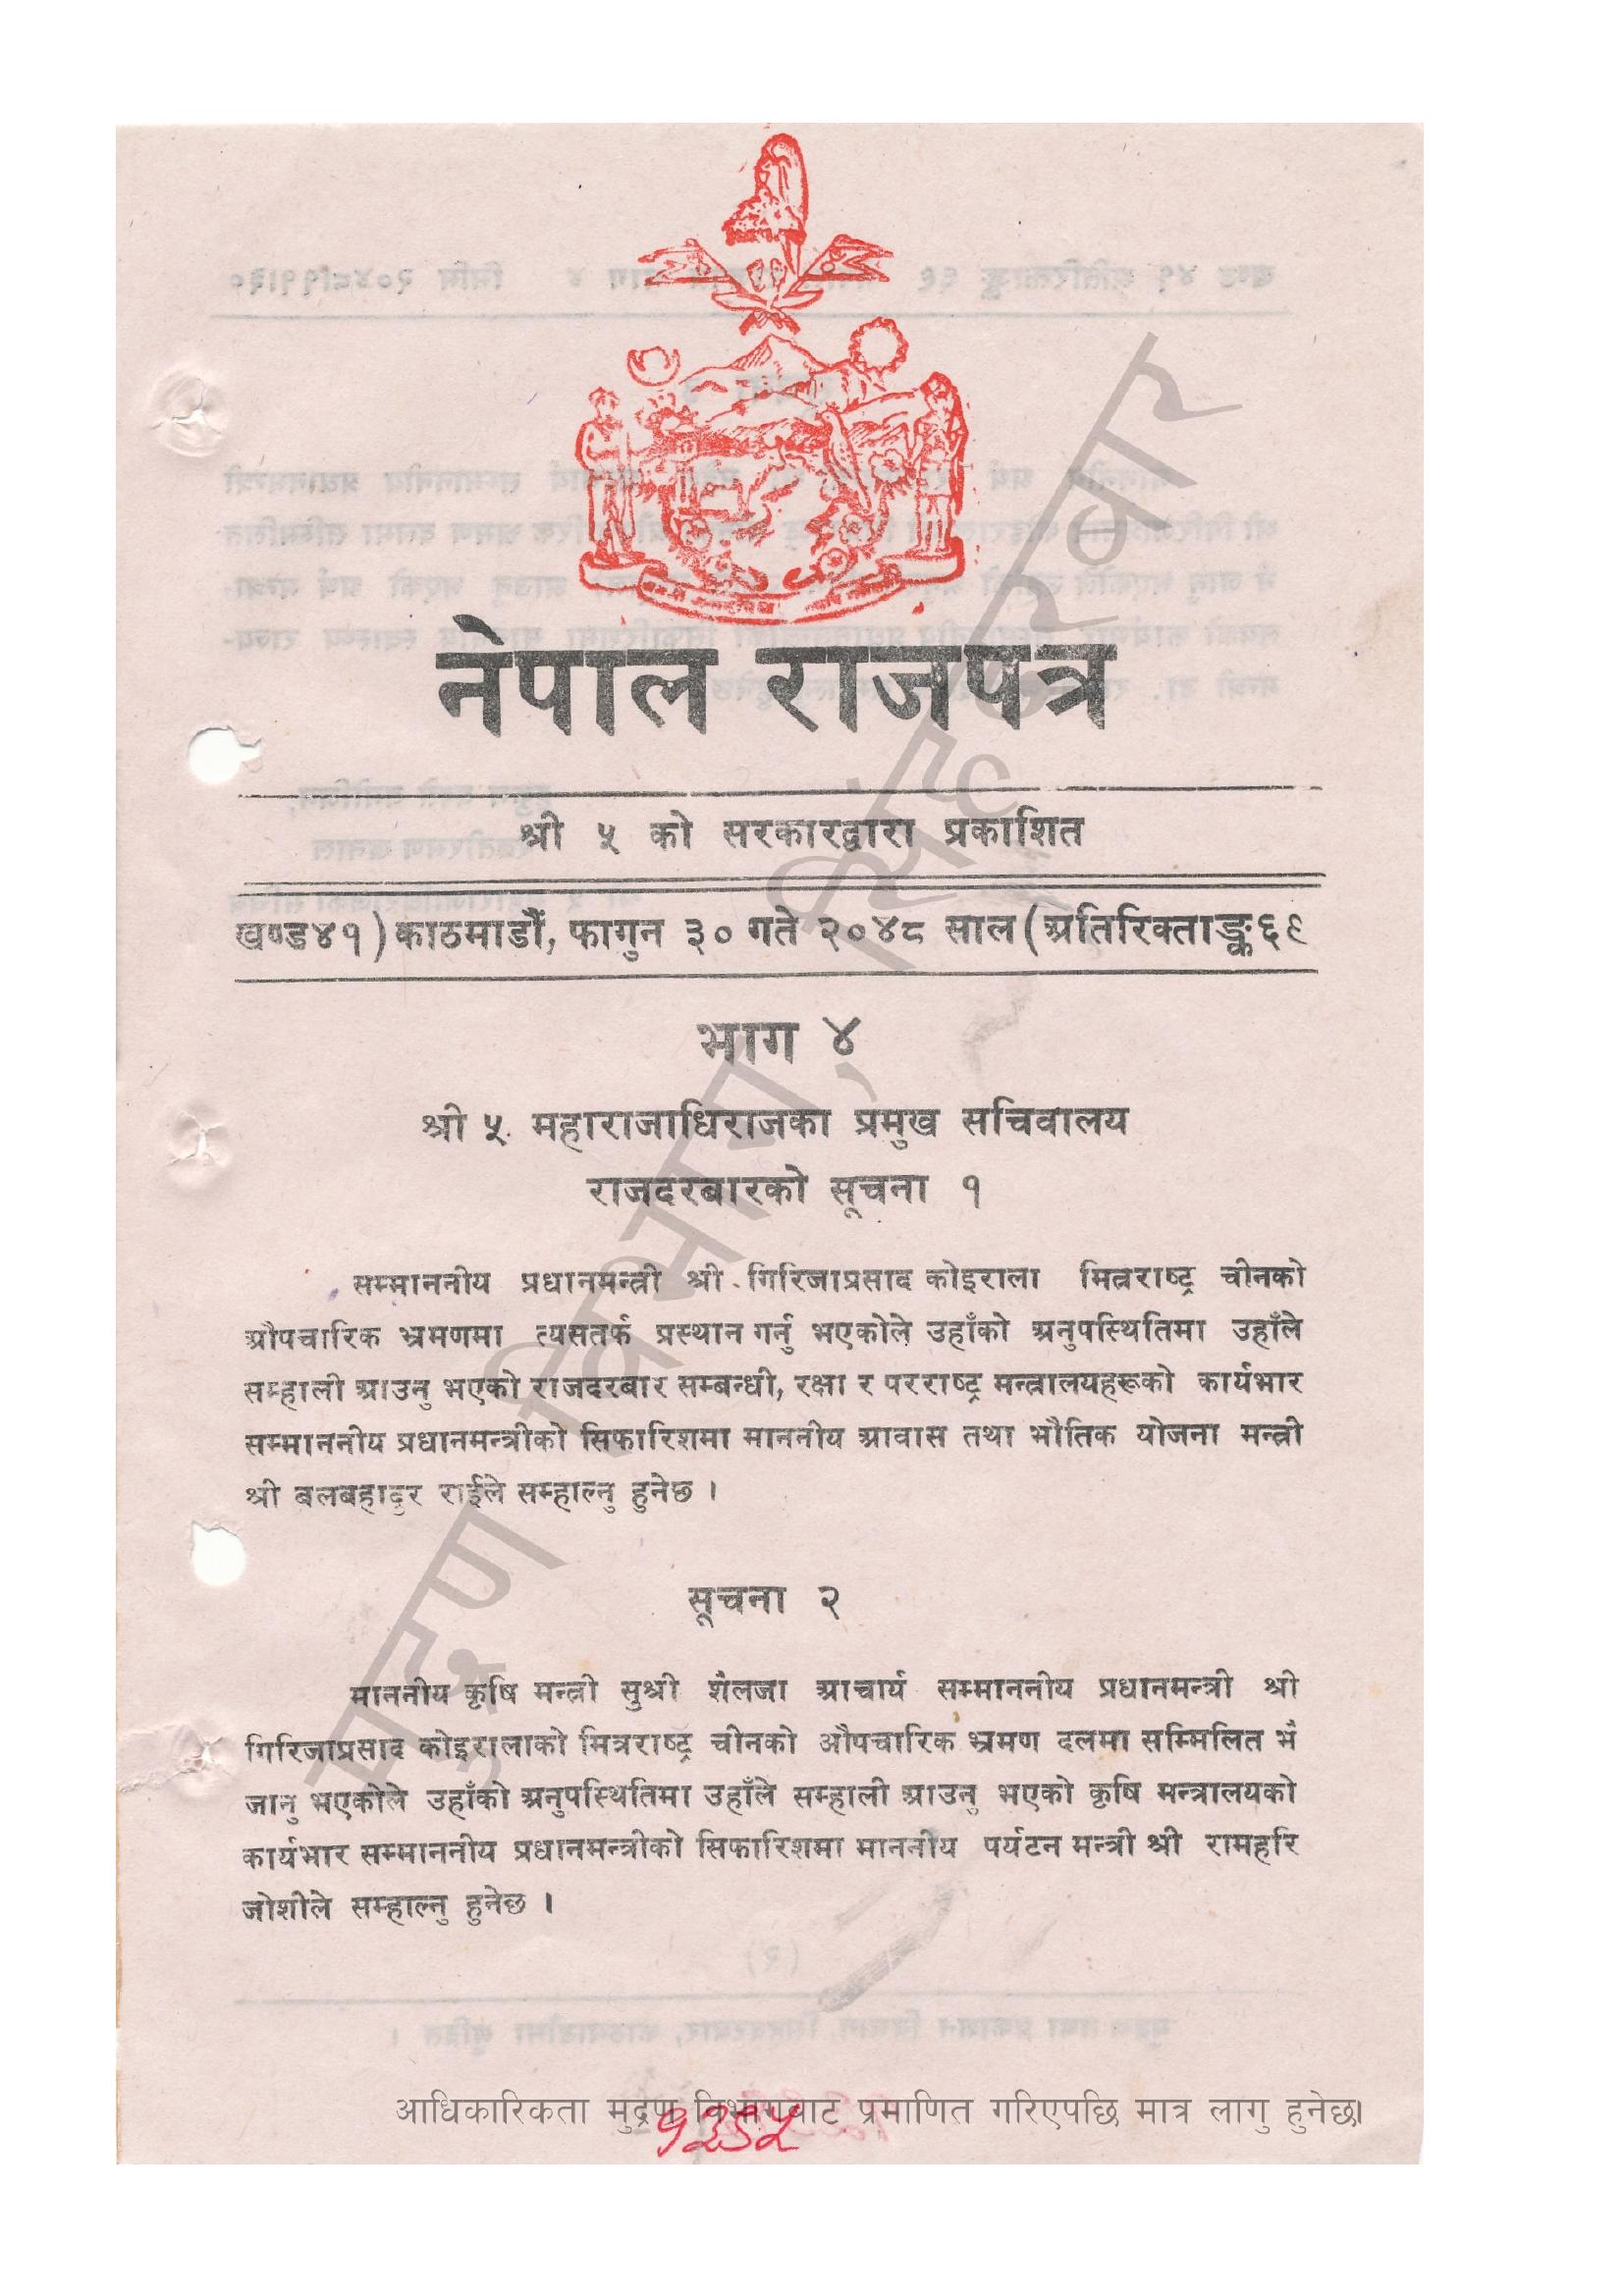 नेपाल राजपत्र
श्री ५ को सरकारद्वारा प्रकाशित
खण्ड४१) काठमाडौं, फागुन ३० गते २०४८ साल (अतिरिक्ताङ्क६९
भाग ४
श्री ५ महाराजाधिराजका प्रमुख सचिवालय
राजदरबारको सूचना १
सम्माननीय प्रधानमन्त्री श्री गिरिजाप्रसाद कोइराला मित्रराष्ट्र चीनको
औपचारिक भ्रमणमा त्यसतर्फ प्रस्थान गर्नु भएकोले उहाँको अनुपस्थितिमा उहाँले
सम्हाली आउनु भएको राजदरबार सम्बन्धी, रक्षा र परराष्ट्र मन्त्रालयहरूको कार्यभार
सम्माननीय प्रधानमन्त्रीको सिफारिशमा माननीय आवास तथा भौतिक योजना मन्त्री
श्री बलबहादुर राईले सम्हाल्नु हुनेछ ।
सूचना २
माननीय कृषि मन्त्री सुश्री शैलजा आचार्य सम्माननीय प्रधानमन्त्री श्री
गिरिजाप्रसाद कोइरालाको मित्रराष्ट्र चीनको औपचारिक भ्रमण दलमा सम्मिलित भै
जानु भएकोले उहाँको अनुपस्थितिमा उहाँले सम्हाली आउनु भएको कृषि मन्त्रालयको
कार्यभार सम्माननीय प्रधानमन्त्रीको सिफारिशमा माननीय पर्यटन मन्त्री श्री रामहरि
जोशीले सम्हाल्नु हुनेछ ।
मुद्रण विभाग, सिंहदरबार
आधिकारिकता मुद्रण विभागबाट प्रमाणित गरिएपछि मात्र लागु हुनेछ।